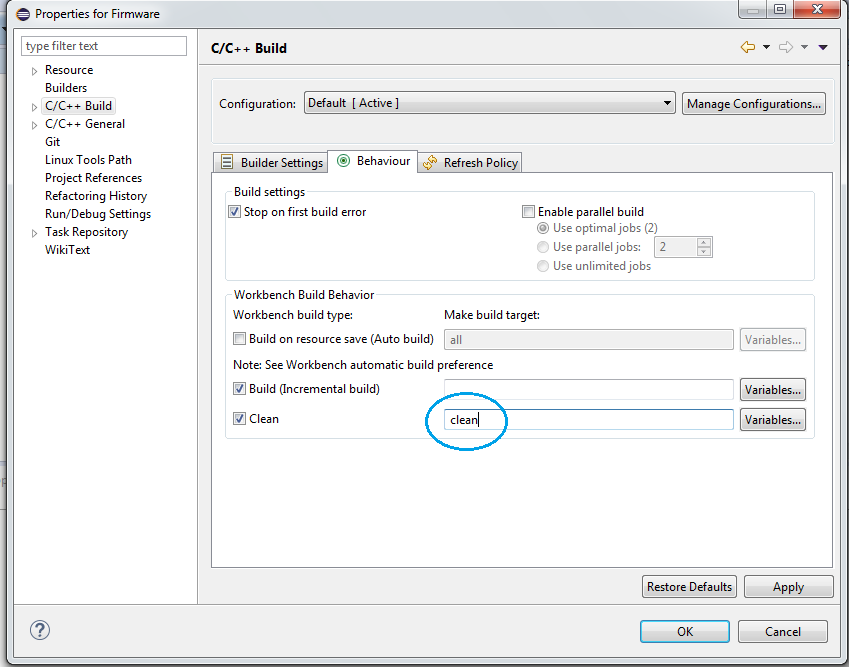 Properties for Firmware
type filter text
Resource
Builders
C/C++ Build
C/C++ General
Git
Linux Tools Path
Project References
Refactoring History
Run/Debug Settings
Task Repository
WikiText
C/C++ Build
Configuration: Default [ Active ] Manage Configurations...
Builder Settings Behaviour Refresh Policy
Build settings
Stop on first build error Enable parallel build
Use optimal jobs (2)
Use parallel jobs: 2
Use unlimited jobs
Workbench Build Behavior
Workbench build type: Make build target:
Build on resource save (Auto build) all Variables...
Note: See Workbench automatic build preference
Build (Incremental build) Variables...
Clean clean Variables...
Restore Defaults Apply
? OK Cancel